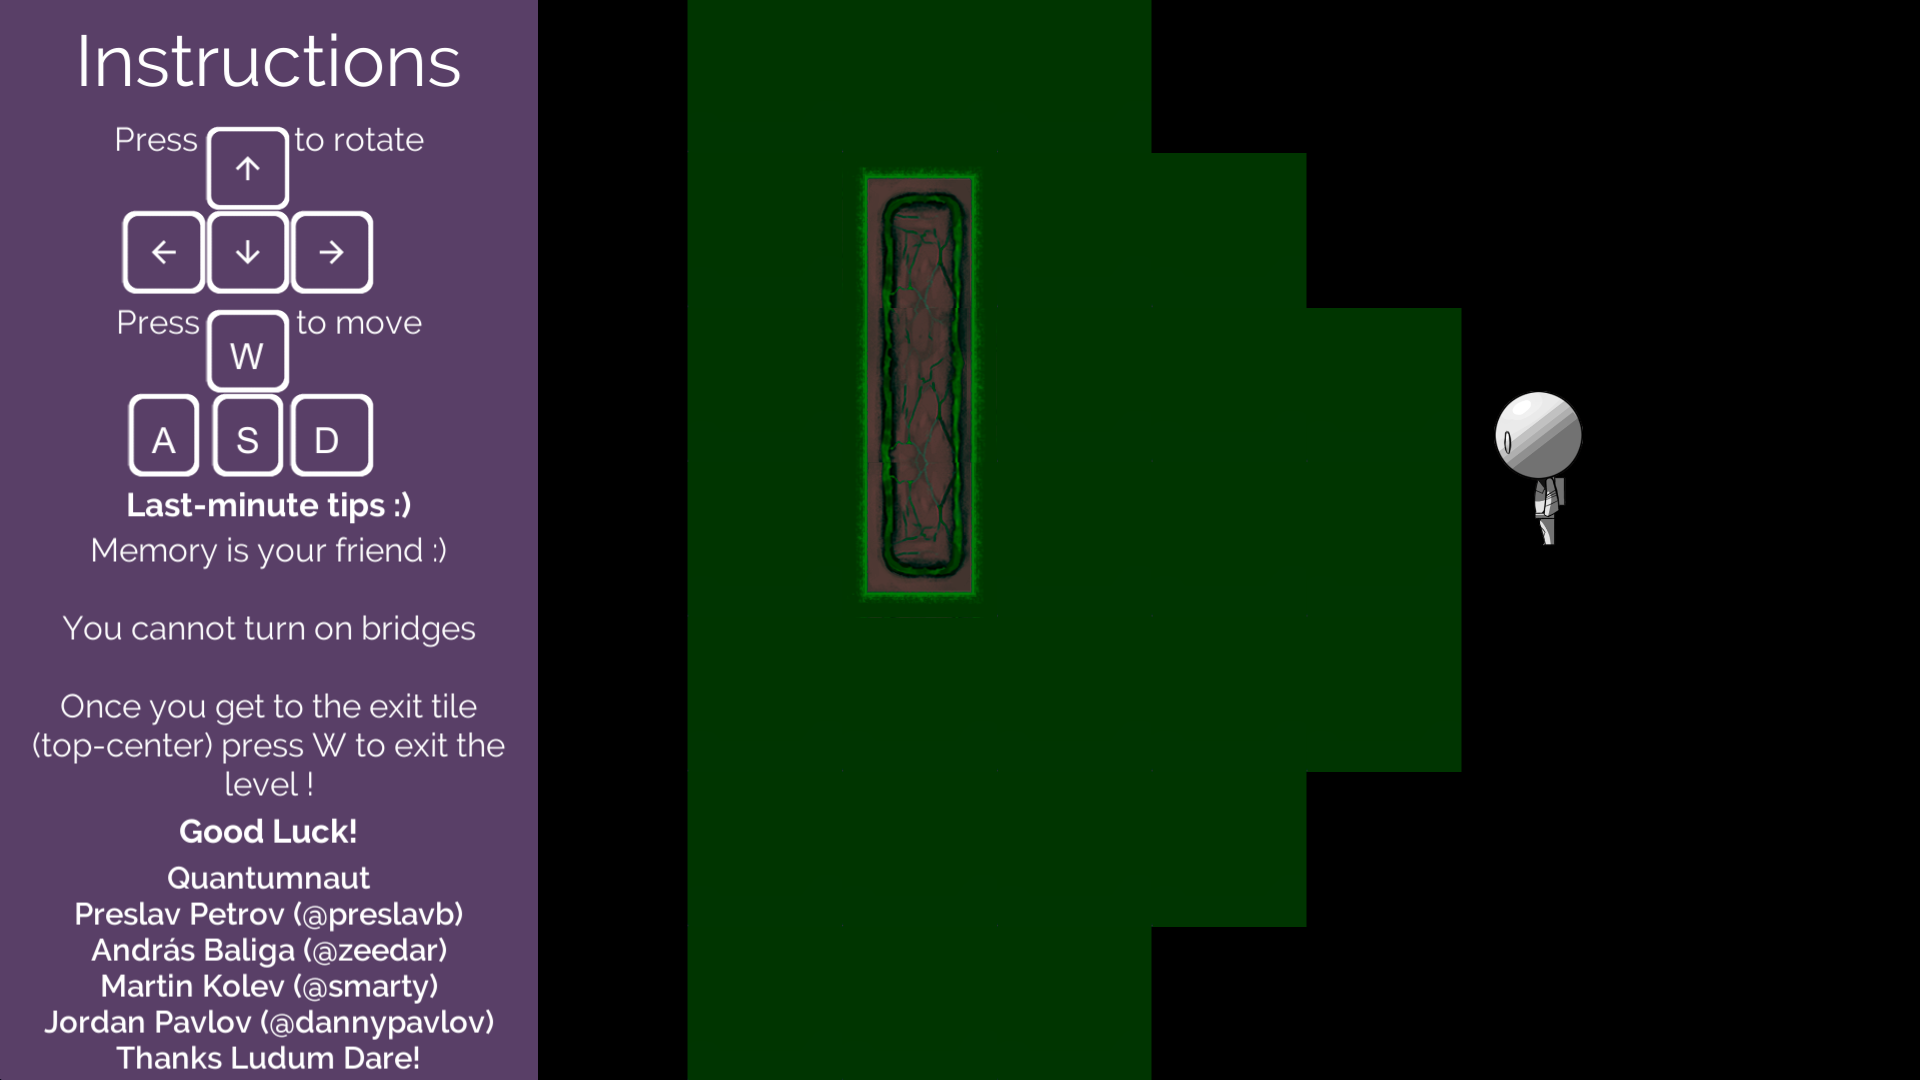 Instructions
Press ↑ to rotate
← ↓ →
Press W to move
A S D
Last-minute tips :)
Memory is your friend :)
You cannot turn on bridges
Once you get to the exit tile
(top-center) press W to exit the
level !
Good Luck!
Quantumnaut
Preslav Petrov (@preslavb)
András Baliga (@zeedar)
Martin Kolev (@smarty)
Jordan Pavlov (@dannypavlov)
Thanks Ludum Dare!